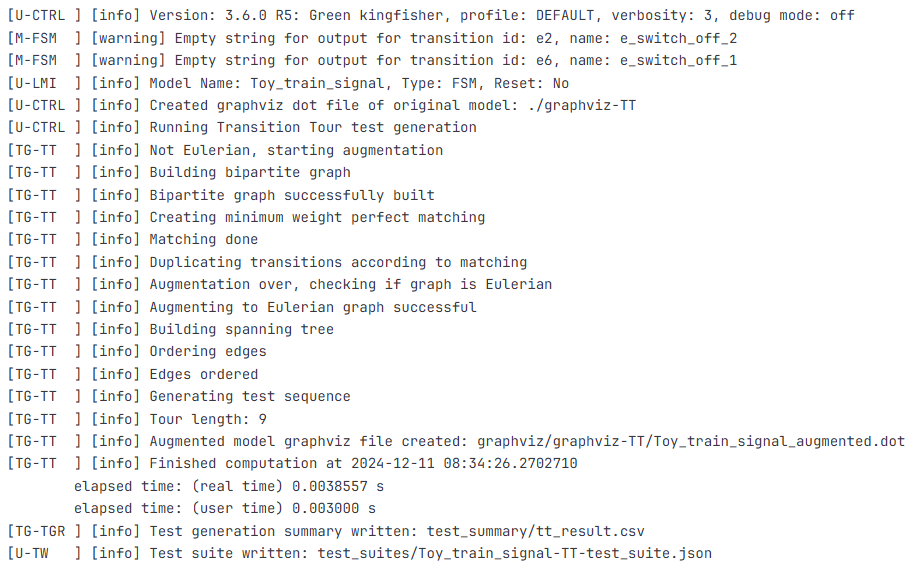 [U-CTRL ] [info] Version: 3.6.0 R5: Green kingfisher, profile: DEFAULT, verbosity: 3, debug mode: off
[M-FSM  ] [warning] Empty string for output for transition id: e2, name: e_switch_off_2
[M-FSM  ] [warning] Empty string for output for transition id: e6, name: e_switch_off_1
[U-LMI  ] [info] Model Name: Toy_train_signal, Type: FSM, Reset: No
[U-CTRL ] [info] Created graphviz dot file of original model: ./graphviz-TT
[U-CTRL ] [info] Running Transition Tour test generation
[TG-TT  ] [info] Not Eulerian, starting augmentation
[TG-TT  ] [info] Building bipartite graph
[TG-TT  ] [info] Bipartite graph successfully built
[TG-TT  ] [info] Creating minimum weight perfect matching
[TG-TT  ] [info] Matching done
[TG-TT  ] [info] Duplicating transitions according to matching
[TG-TT  ] [info] Augmentation over, checking if graph is Eulerian
[TG-TT  ] [info] Augmenting to Eulerian graph successful
[TG-TT  ] [info] Building spanning tree
[TG-TT  ] [info] Ordering edges
[TG-TT  ] [info] Edges ordered
[TG-TT  ] [info] Generating test sequence
[TG-TT  ] [info] Tour length: 9
[TG-TT  ] [info] Augmented model graphviz file created: graphviz/graphviz-TT/Toy_train_signal_augmented.dot
[TG-TT  ] [info] Finished computation at 2024-12-11 08:34:26.2702710
        elapsed time: (real time) 0.0038557 s
        elapsed time: (user time) 0.003000 s
[TG-TGR ] [info] Test generation summary written: test_summary/tt_result.csv
[U-TW   ] [info] Test suite written: test_suites/Toy_train_signal-TT-test_suite.json